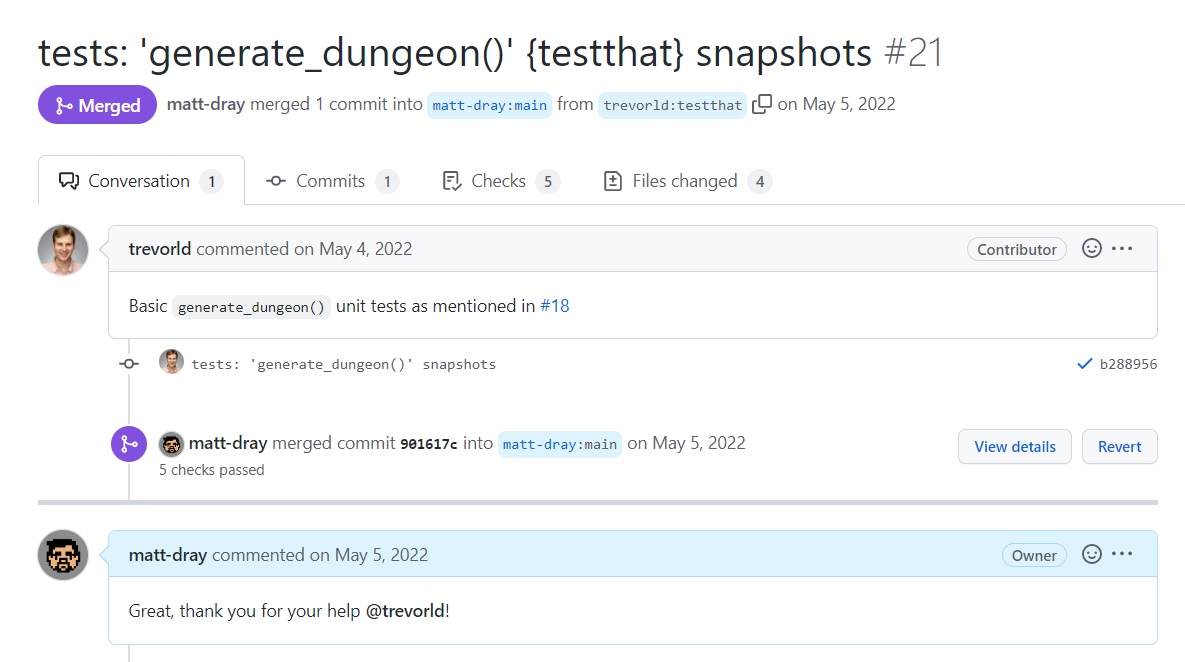 tests: 'generate_dungeon()' {testthat} snapshots #21
Merged matt-dray merged 1 commit into matt-dray:main from trevorld:testthat on May 5, 2022
Conversation 1 Commits 1 Checks 5 Files changed 4
trevorld commented on May 4, 2022 Contributor
Basic generate_dungeon() unit tests as mentioned in #18
tests: 'generate_dungeon()' snapshots b288956
matt-dray merged commit 901617c into matt-dray:main on May 5, 2022 View details Revert
5 checks passed
matt-dray commented on May 5, 2022 Owner
Great, thank you for your help @trevorld!